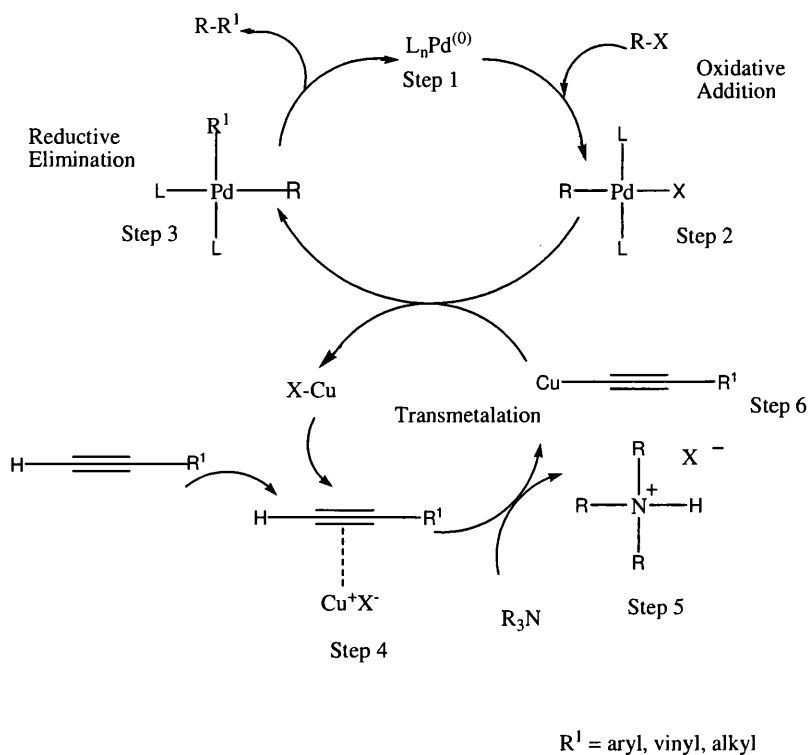 R-R¹
LₙPd⁽⁰⁾
Step 1
R-X
Oxidative
Addition
Reductive
Elimination
R¹
L Pd R
L
Step 3
L
R Pd X
L
Step 2
X-Cu
Transmetalation
Cu R¹
Step 6
H R¹
H R¹
Cu⁺X⁻
Step 4
R₃N
R X⁻
R N⁺ H
R
Step 5
R¹ = aryl, vinyl, alkyl